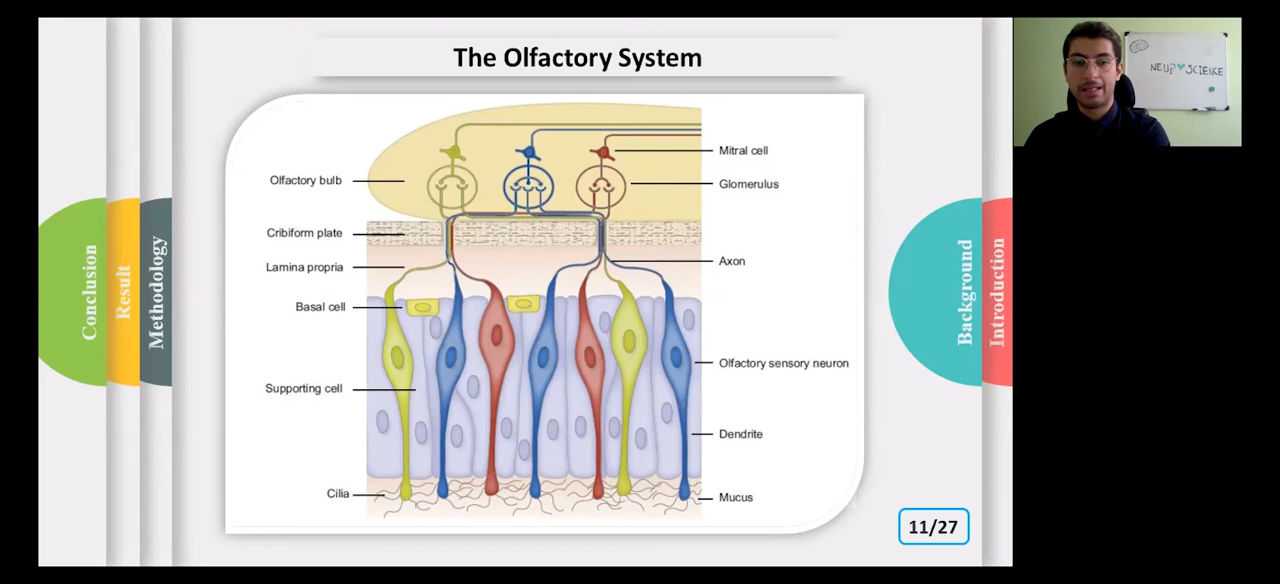 The Olfactory System
Olfactory bulb
Cribiform plate
Lamina propria
Basal cell
Supporting cell
Cilia
Mitral cell
Glomerulus
Axon
Olfactory sensory neuron
Dendrite
Mucus
Conclusion
Result
Methodology
Background
Introduction
11/27
SCIENCE